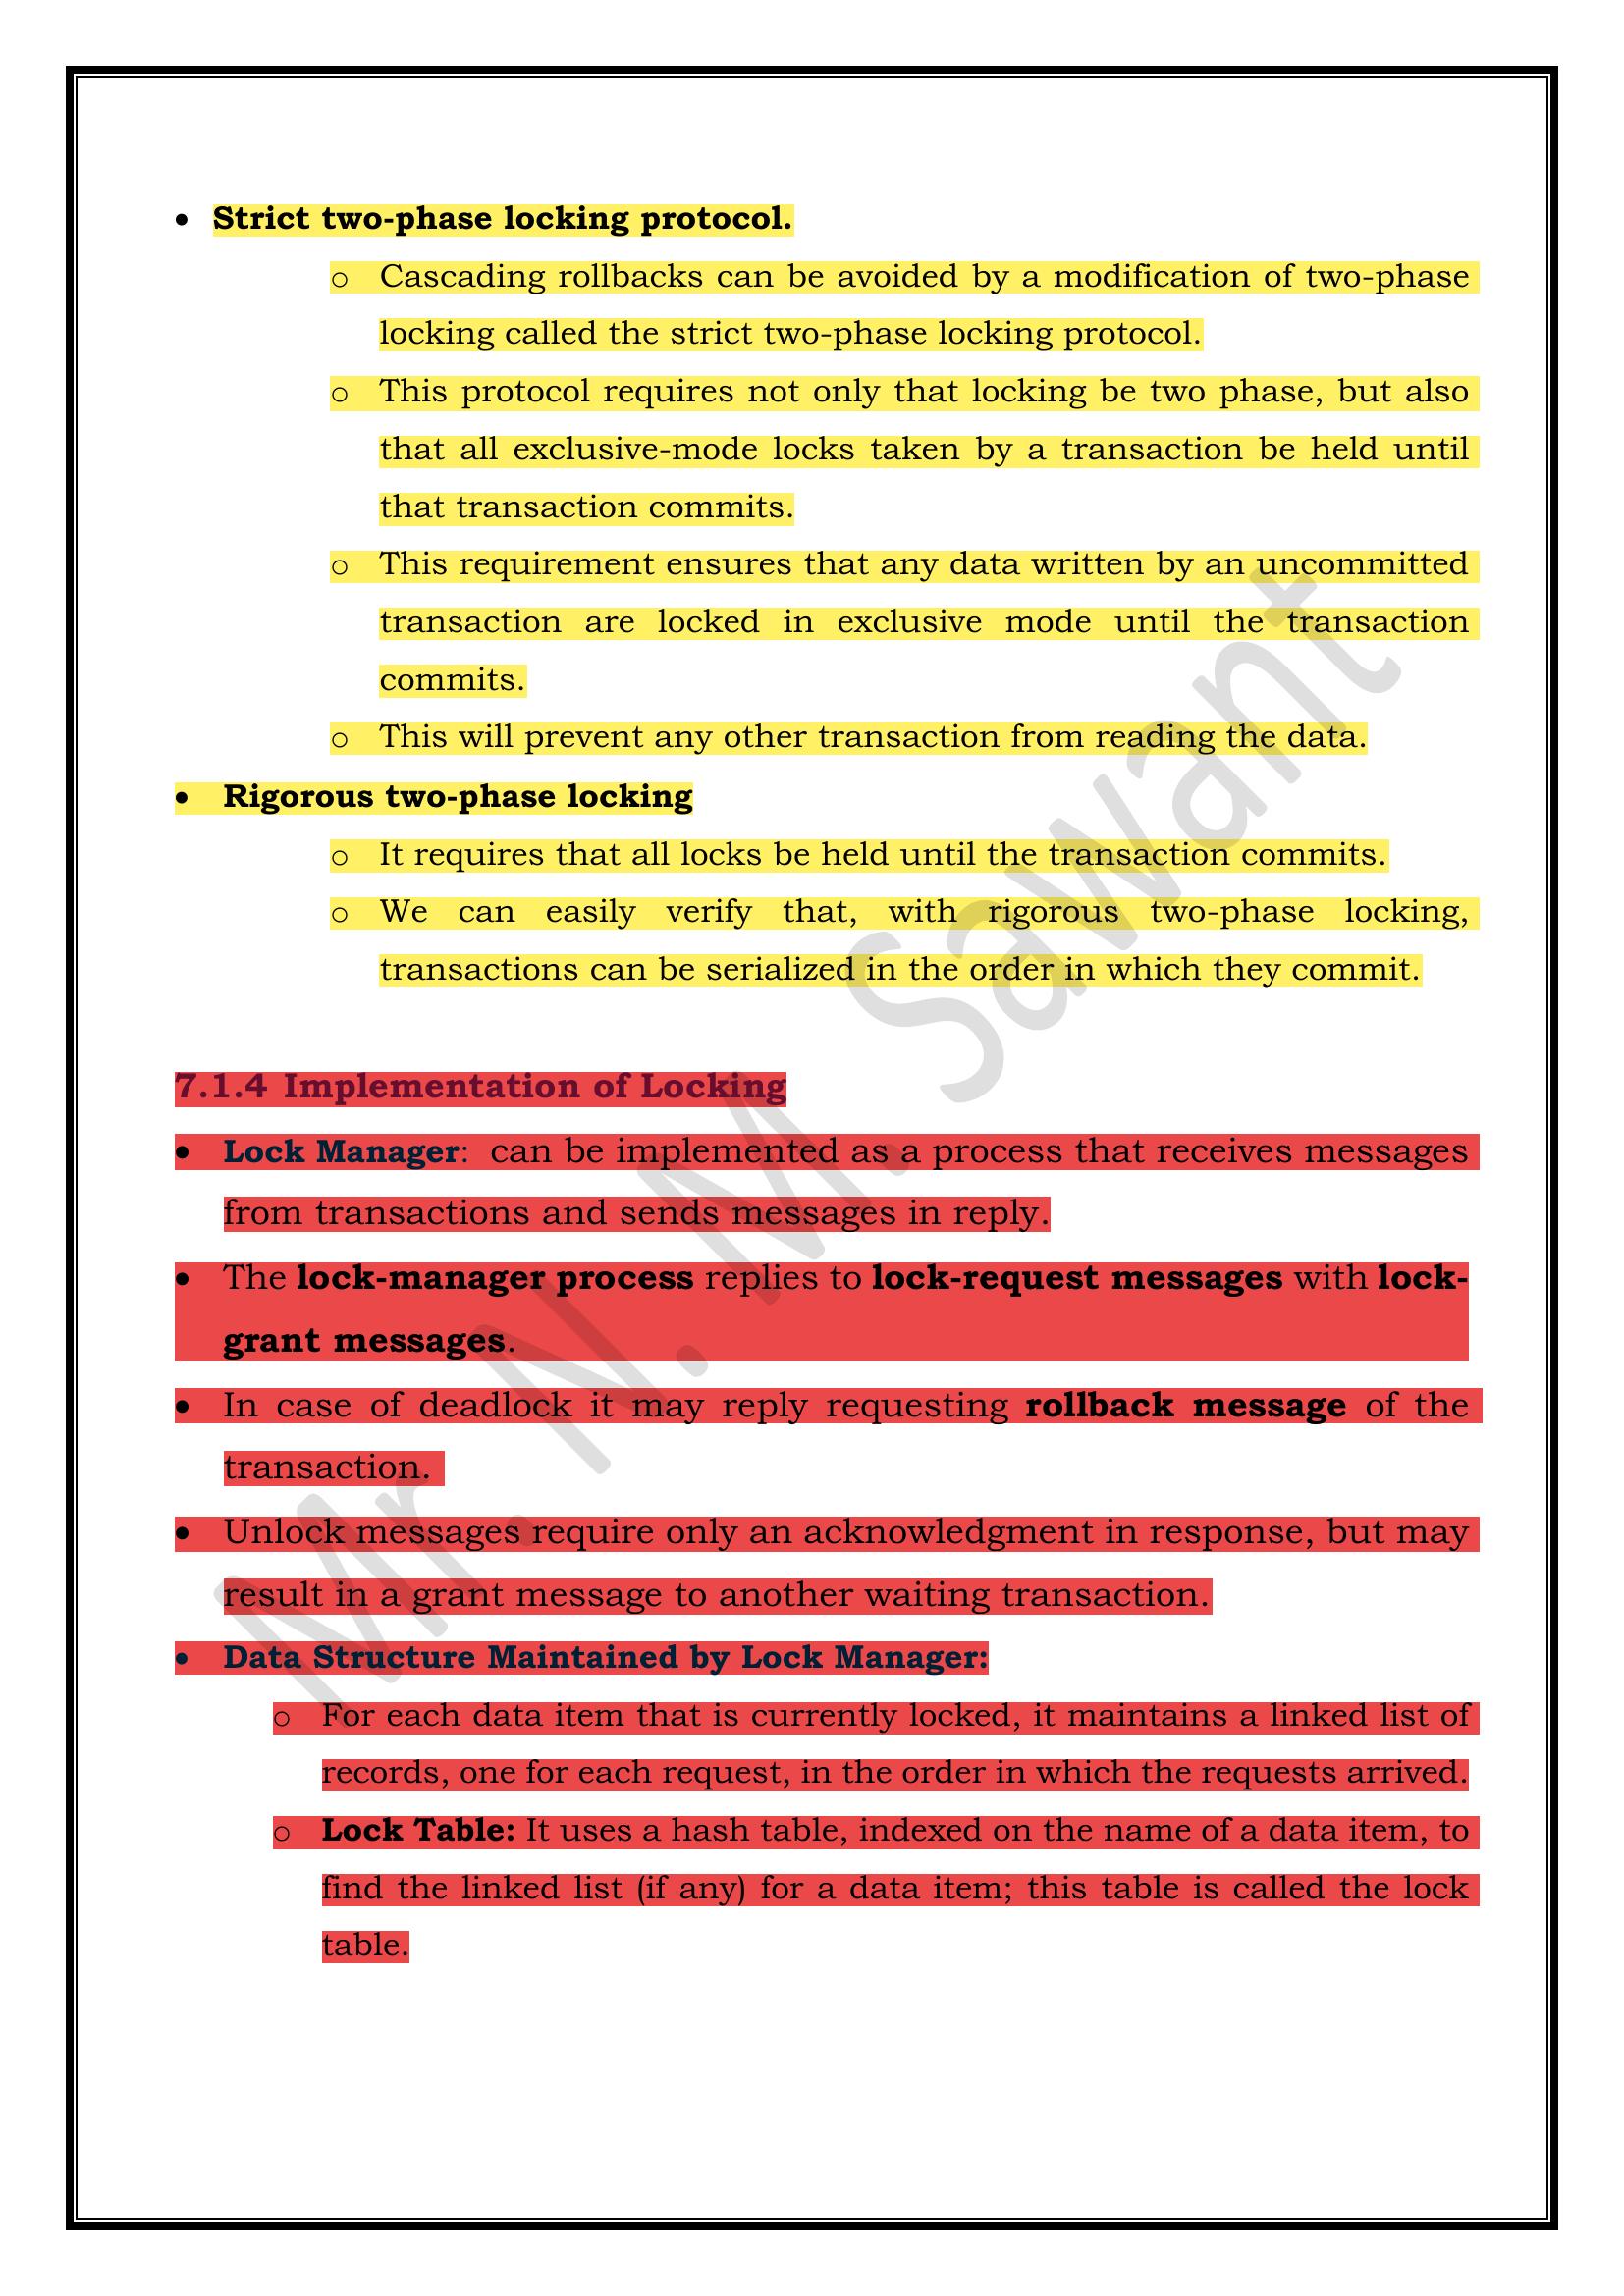 • Strict two-phase locking protocol.
o Cascading rollbacks can be avoided by a modification of two-phase
locking called the strict two-phase locking protocol.
o This protocol requires not only that locking be two phase, but also
that all exclusive-mode locks taken by a transaction be held until
that transaction commits.
o This requirement ensures that any data written by an uncommitted
transaction are locked in exclusive mode until the transaction
commits.
o This will prevent any other transaction from reading the data.
• Rigorous two-phase locking
o It requires that all locks be held until the transaction commits.
o We can easily verify that, with rigorous two-phase locking,
transactions can be serialized in the order in which they commit.
7.1.4 Implementation of Locking
• Lock Manager: can be implemented as a process that receives messages
from transactions and sends messages in reply.
• The lock-manager process replies to lock-request messages with lock-
grant messages.
• In case of deadlock it may reply requesting rollback message of the
transaction.
• Unlock messages require only an acknowledgment in response, but may
result in a grant message to another waiting transaction.
• Data Structure Maintained by Lock Manager:
o For each data item that is currently locked, it maintains a linked list of
records, one for each request, in the order in which the requests arrived.
o Lock Table: It uses a hash table, indexed on the name of a data item, to
find the linked list (if any) for a data item; this table is called the lock
table.
Mr. N. M. Sawant